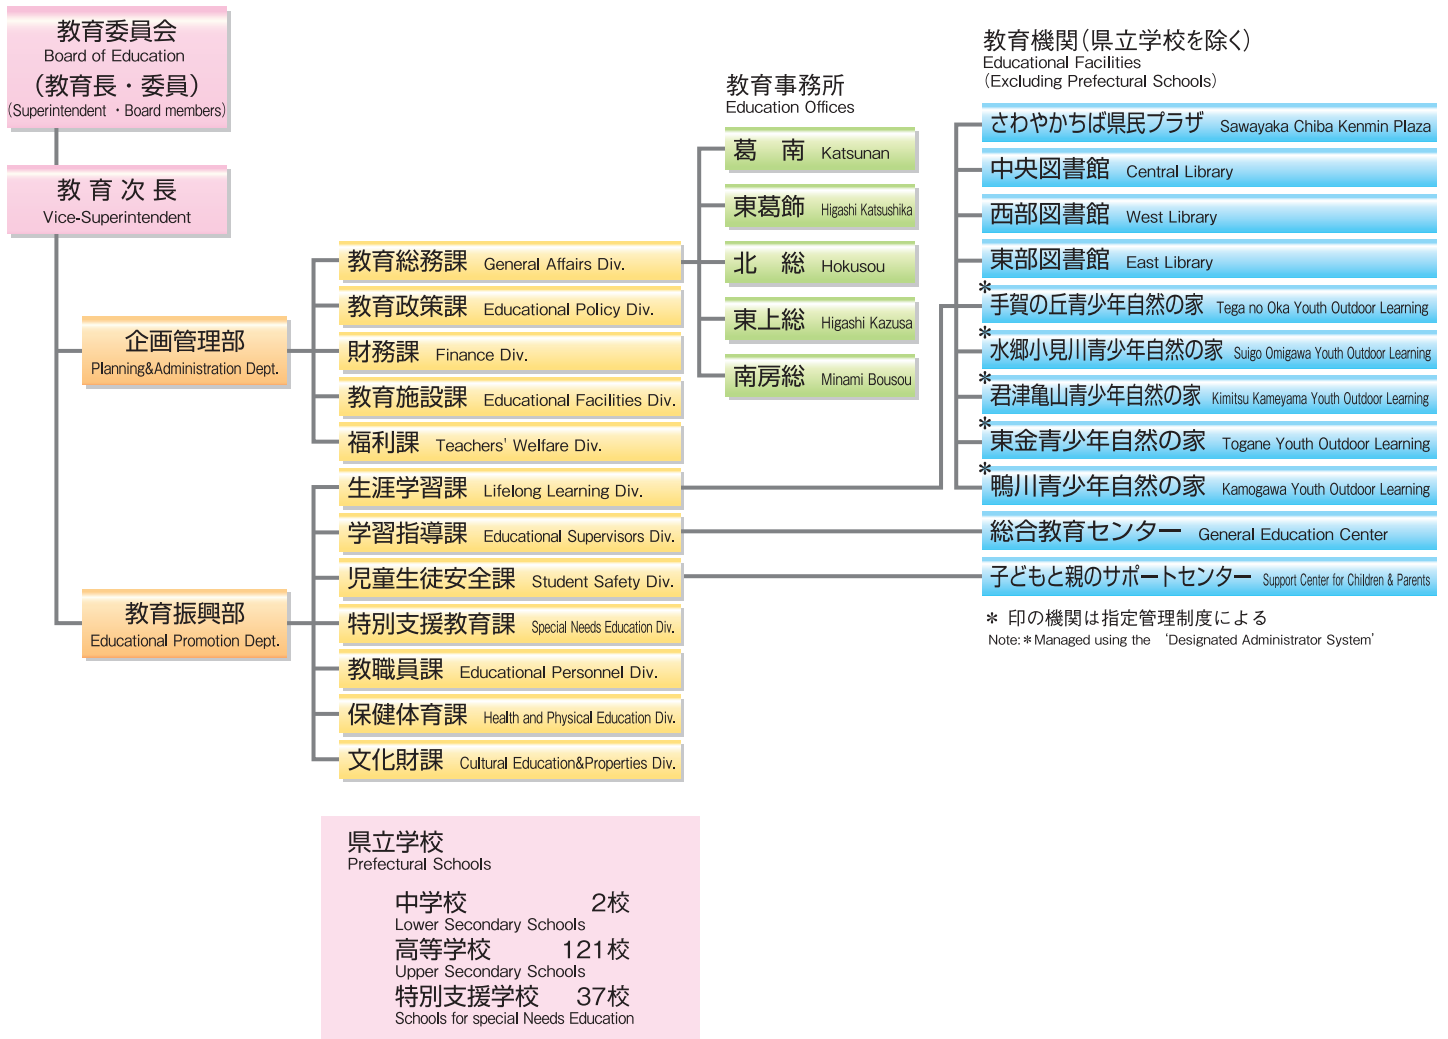 教育委員会
Board of Education
（教育長・委員）
(Superintendent ・Board members)
教育次長
Vice-Superintendent
企画管理部
Planning&Administration Dept.
教育総務課 General Affairs Div.
教育政策課 Educational Policy Div.
財務課 Finance Div.
教育施設課 Educational Facilities Div.
福利課 Teachers' Welfare Div.
教育振興部
Educational Promotion Dept.
生涯学習課 Lifelong Learning Div.
学習指導課 Educational Supervisors Div.
児童生徒安全課 Student Safety Div.
特別支援教育課 Special Needs Education Div.
教職員課 Educational Personnel Div.
保健体育課 Health and Physical Education Div.
文化財課 Cultural Education&Properties Div.
教育事務所
Education Offices
葛　南 Katsunan
東葛飾 Higashi Katsushika
北　総 Hokusou
東上総 Higashi Kazusa
南房総 Minami Bousou
教育機関（県立学校を除く）
Educational Facilities
(Excluding Prefectural Schools)
さわやかちば県民プラザ Sawayaka Chiba Kenmin Plaza
中央図書館 Central Library
西部図書館 West Library
東部図書館 East Library
＊手賀の丘青少年自然の家 Tega no Oka Youth Outdoor Learning
＊水郷小見川青少年自然の家 Suigo Omigawa Youth Outdoor Learning
＊君津亀山青少年自然の家 Kimitsu Kameyama Youth Outdoor Learning
＊東金青少年自然の家 Togane Youth Outdoor Learning
＊鴨川青少年自然の家 Kamogawa Youth Outdoor Learning
総合教育センター General Education Center
子どもと親のサポートセンター Support Center for Children & Parents
＊ 印の機関は指定管理制度による
Note:＊Managed using the ‘Designated Administrator System’
県立学校
Prefectural Schools
中学校 2校
Lower Secondary Schools
高等学校 121校
Upper Secondary Schools
特別支援学校 37校
Schools for special Needs Education